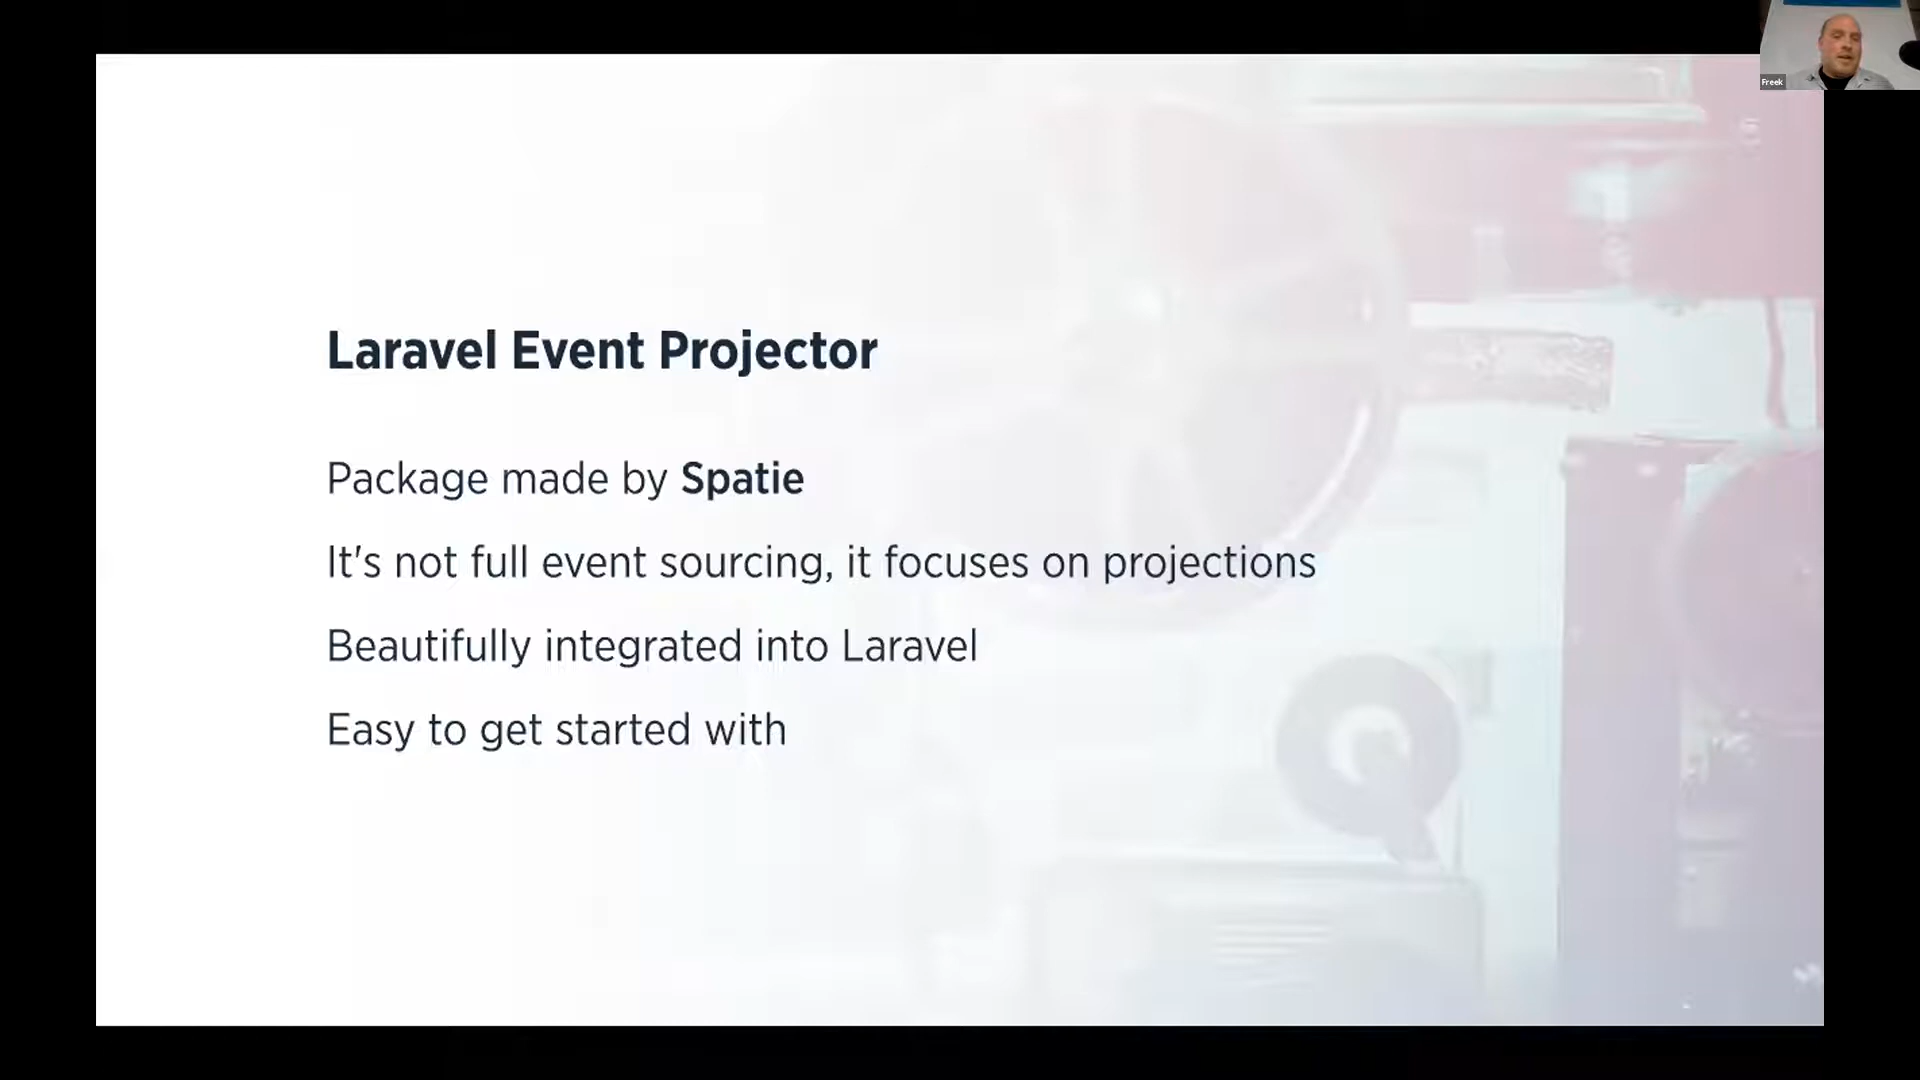 Freek
Laravel Event Projector
Package made by Spatie
It's not full event sourcing, it focuses on projections
Beautifully integrated into Laravel
Easy to get started with